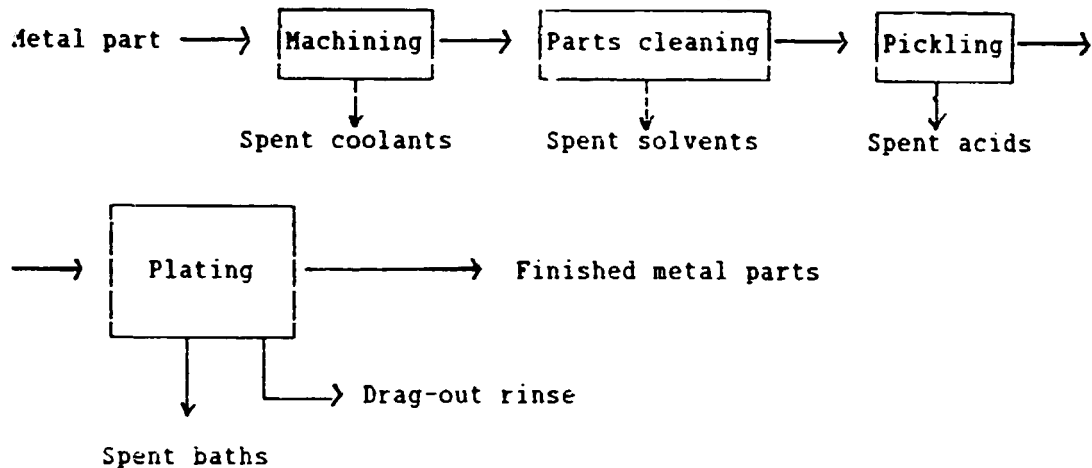 Metal part Machining Parts cleaning Pickling
Spent coolants Spent solvents Spent acids
Plating Finished metal parts
Drag-out rinse
Spent baths